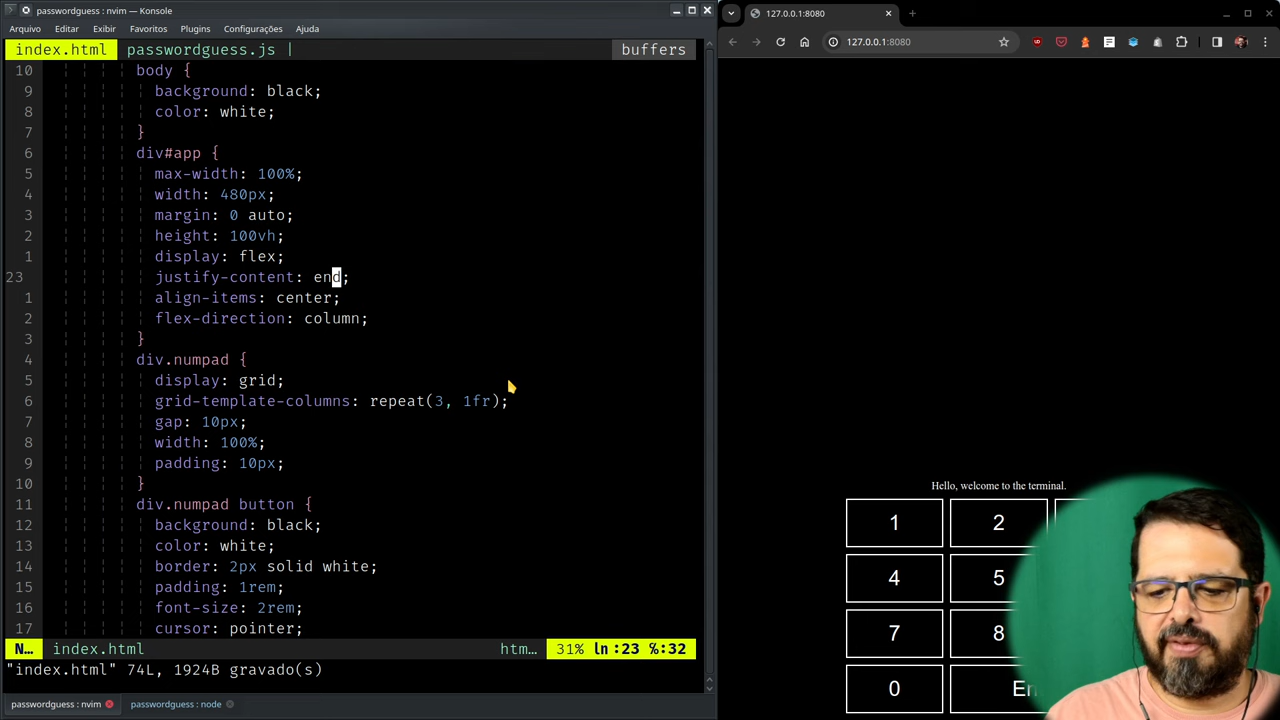 passwordguess : nvim — Konsole
Arquivo Editar Exibir Favoritos Plugins Configurações Ajuda
index.html passwordguess.js | buffers
10 body {
9 background: black;
8 color: white;
7 }
6 div#app {
5 max-width: 100%;
4 width: 480px;
3 margin: 0 auto;
2 height: 100vh;
1 display: flex;
23 justify-content: end;
1 align-items: center;
2 flex-direction: column;
3 }
4 div.numpad {
5 display: grid;
6 grid-template-columns: repeat(3, 1fr);
7 gap: 10px;
8 width: 100%;
9 padding: 10px;
10 }
11 div.numpad button {
12 background: black;
13 color: white;
14 border: 2px solid white;
15 padding: 1rem;
16 font-size: 2rem;
17 cursor: pointer;
N… index.html htm… 31% ln:23 %:32
"index.html" 74L, 1924B gravado(s)
passwordguess : nvim passwordguess : node
127.0.0.1:8080
127.0.0.1:8080
Hello, welcome to the terminal.
1 2
4 5
7 8
0 En